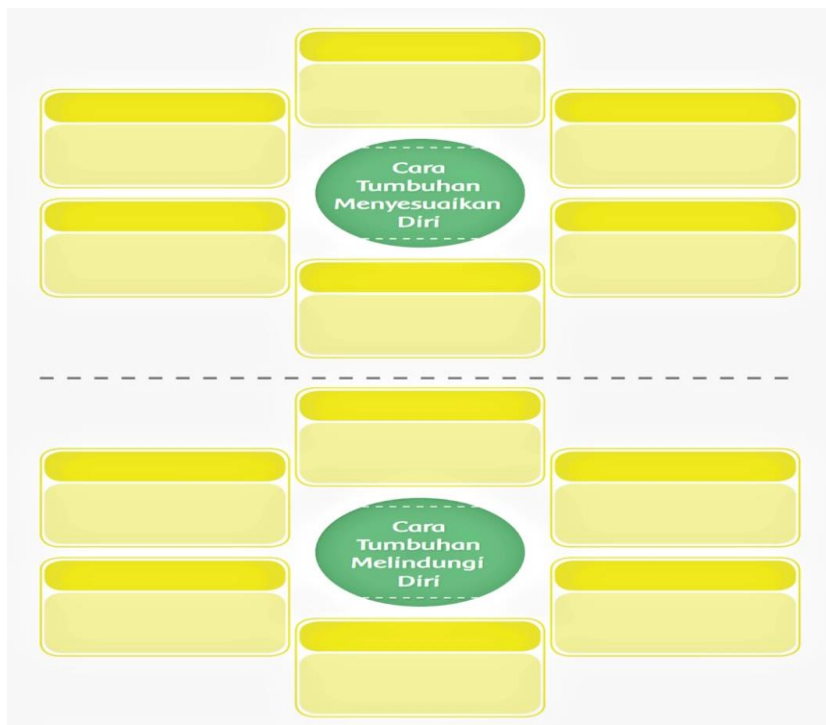 Cara
Tumbuhan
Menyesuaikan
Diri
Cara
Tumbuhan
Melindungi
Diri